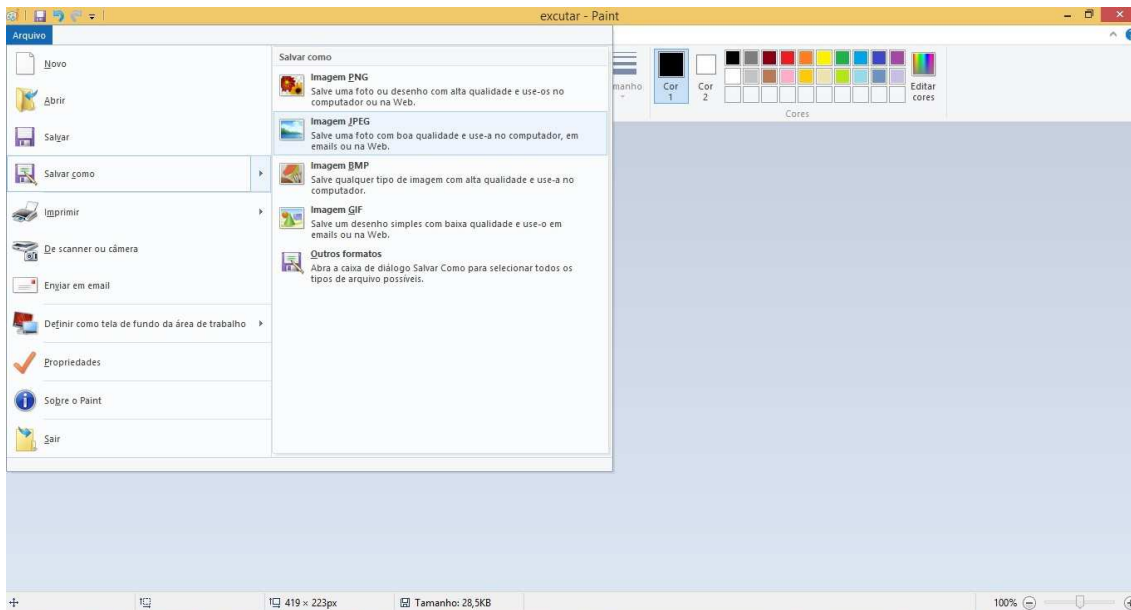 excutar - Paint
Arquivo
Novo
Abrir
Salvar
Salvar como
Imprimir
De scanner ou câmera
Enviar em email
Definir como tela de fundo da área de trabalho
Propriedades
Sobre o Paint
Sair
Salvar como
Imagem PNG
Salve uma foto ou desenho com alta qualidade e use-os no
computador ou na Web.
Imagem JPEG
Salve uma foto com boa qualidade e use-a no computador, em
emails ou na Web.
Imagem BMP
Salve qualquer tipo de imagem com alta qualidade e use-a no
computador.
Imagem GIF
Salve um desenho simples com baixa qualidade e use-o em
emails ou na Web.
Outros formatos
Abra a caixa de diálogo Salvar Como para selecionar todos os
tipos de arquivo possíveis.
manho
Cor
1
Cor
2
Editar
cores
Cores
419 × 223px
Tamanho: 28,5KB
100%